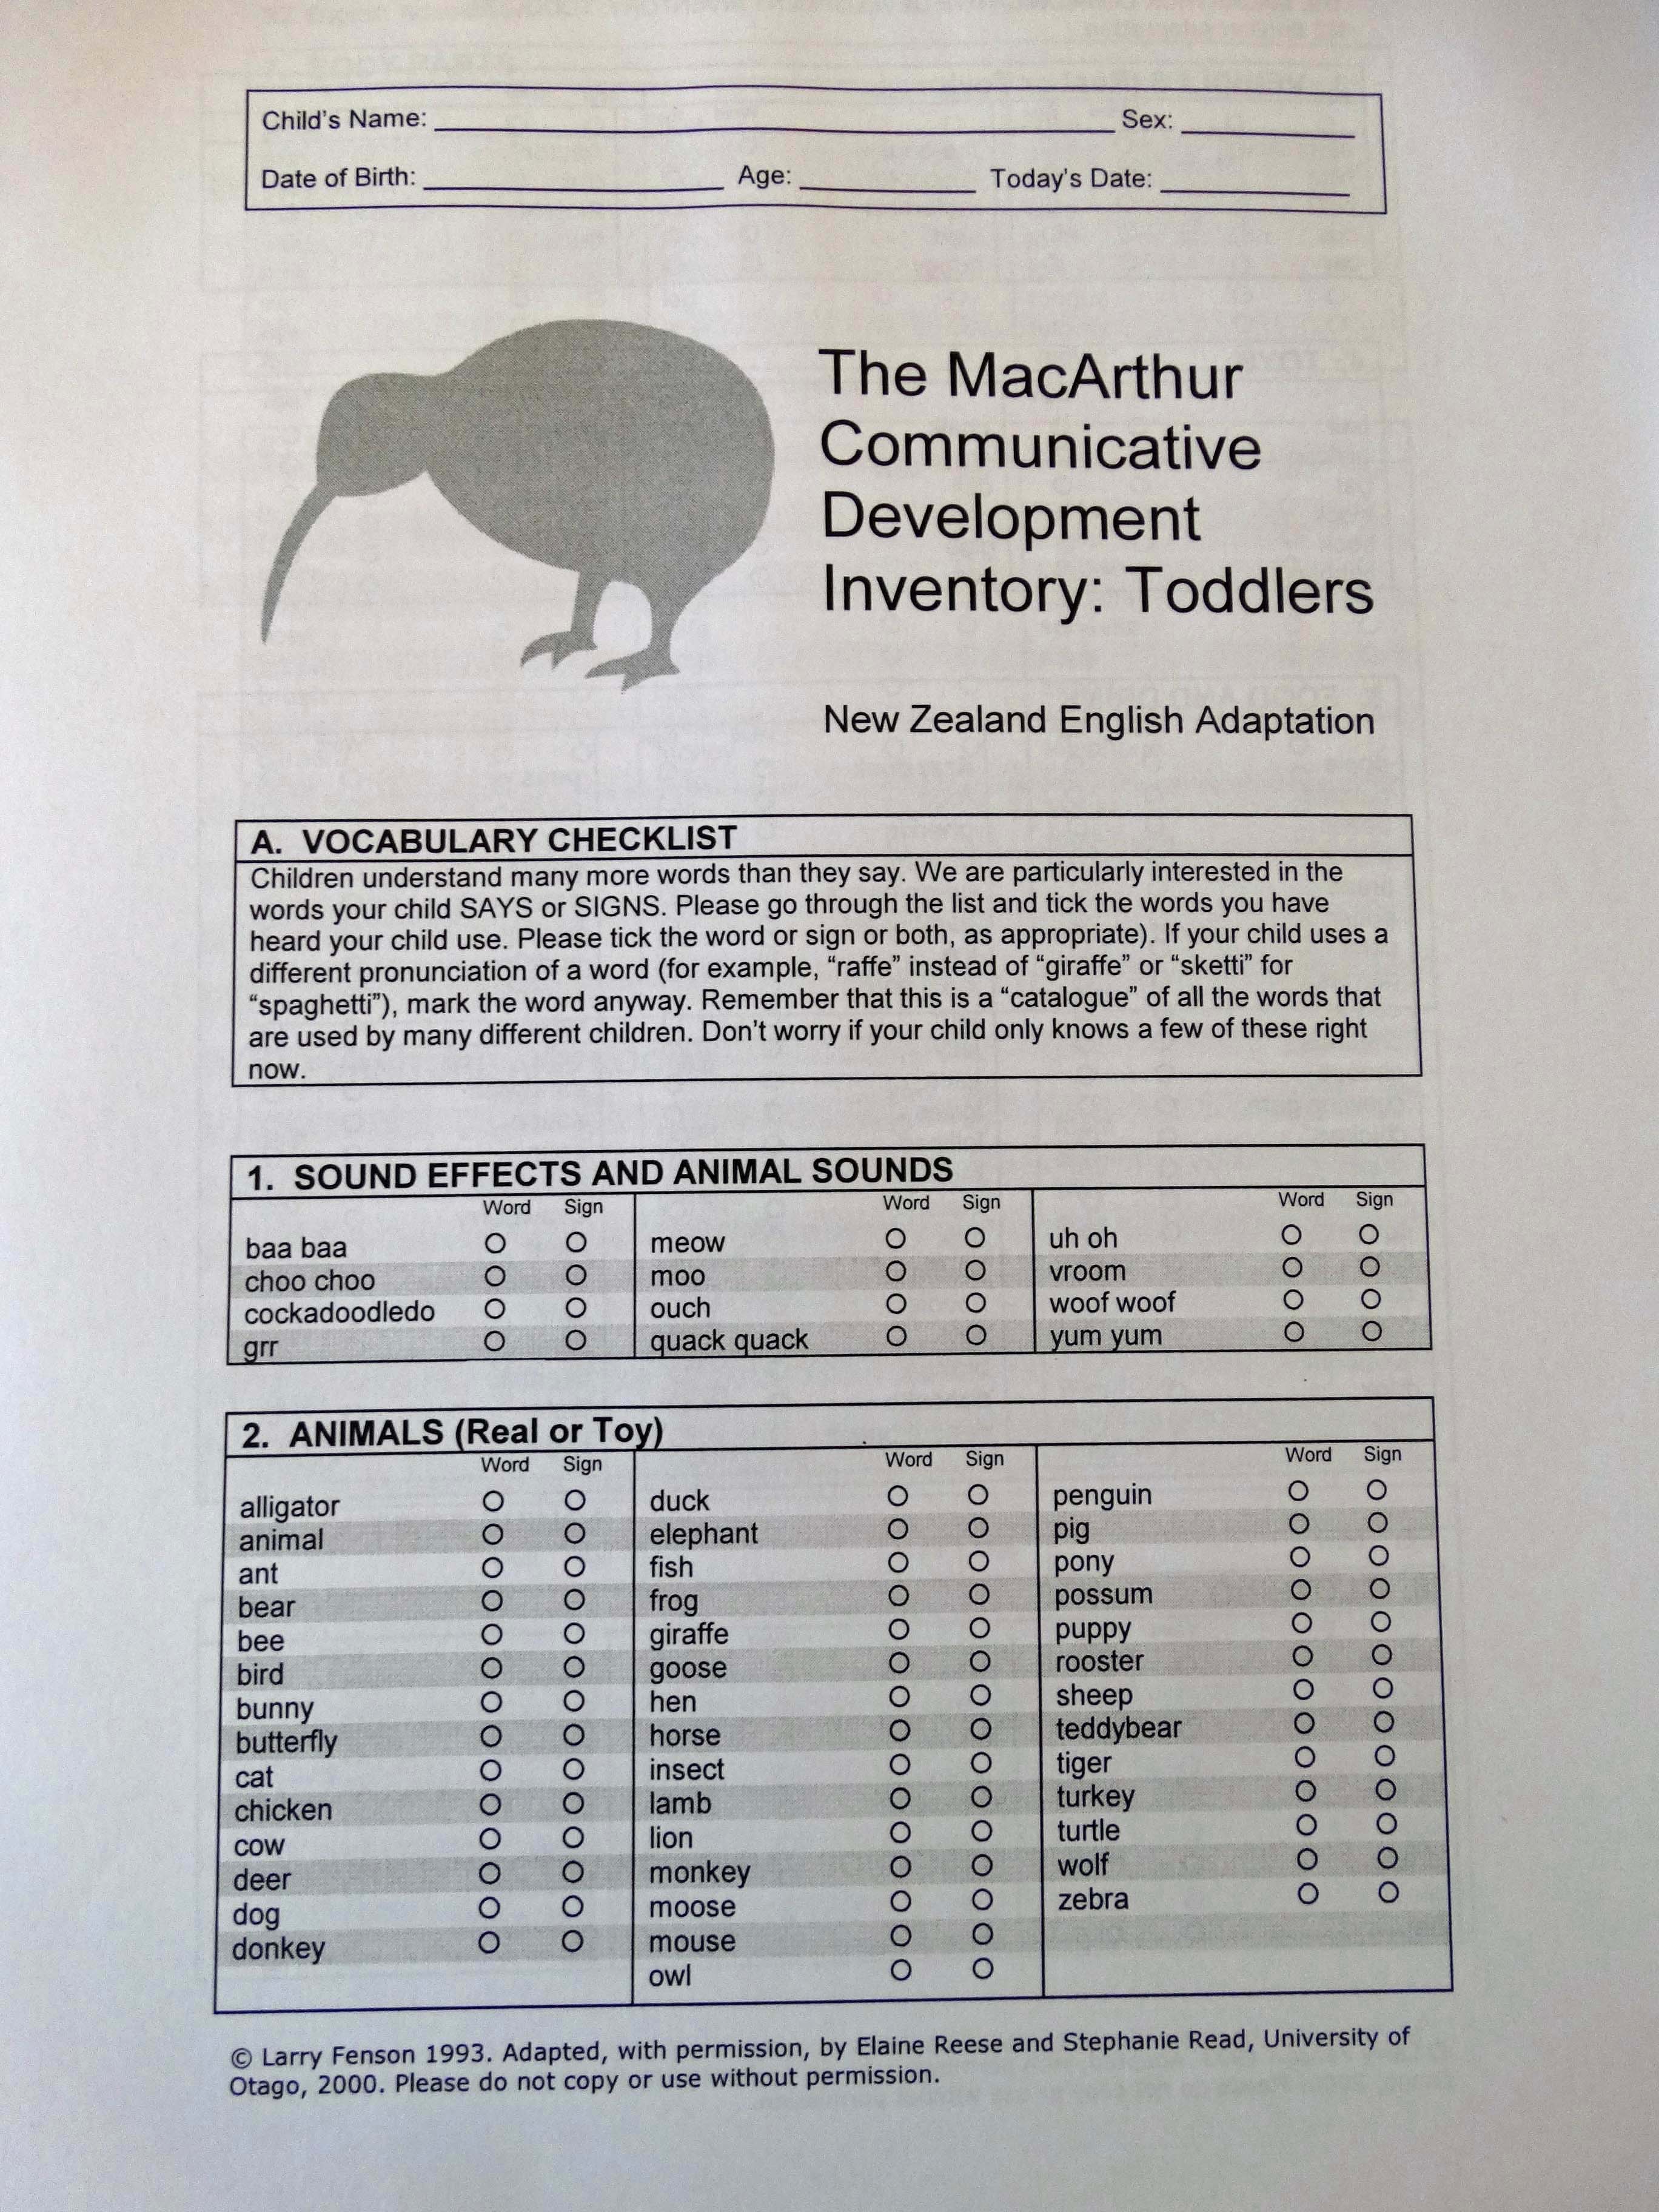 Child's Name: Sex:
Date of Birth: Age: Today's Date:
The MacArthur
Communicative
Development
Inventory: Toddlers
New Zealand English Adaptation
A. VOCABULARY CHECKLIST
Children understand many more words than they say. We are particularly interested in the
words your child SAYS or SIGNS. Please go through the list and tick the words you have
heard your child use. Please tick the word or sign or both, as appropriate). If your child uses a
different pronunciation of a word (for example, “raffe” instead of “giraffe” or “sketti” for
“spaghetti”), mark the word anyway. Remember that this is a “catalogue” of all the words that
are used by many different children. Don't worry if your child only knows a few of these right
now.
1. SOUND EFFECTS AND ANIMAL SOUNDS
Word Sign Word Sign Word Sign
baa baa meow uh oh
choo choo moo vroom
cockadoodledo ouch woof woof
grr quack quack yum yum
2. ANIMALS (Real or Toy)
Word Sign Word Sign Word Sign
alligator duck penguin
animal elephant pig
ant fish pony
bear frog possum
bee giraffe puppy
bird goose rooster
bunny hen sheep
butterfly horse teddybear
cat insect tiger
chicken lamb turkey
cow lion turtle
deer monkey wolf
dog moose zebra
donkey mouse
owl
© Larry Fenson 1993. Adapted, with permission, by Elaine Reese and Stephanie Read, University of
Otago, 2000. Please do not copy or use without permission.